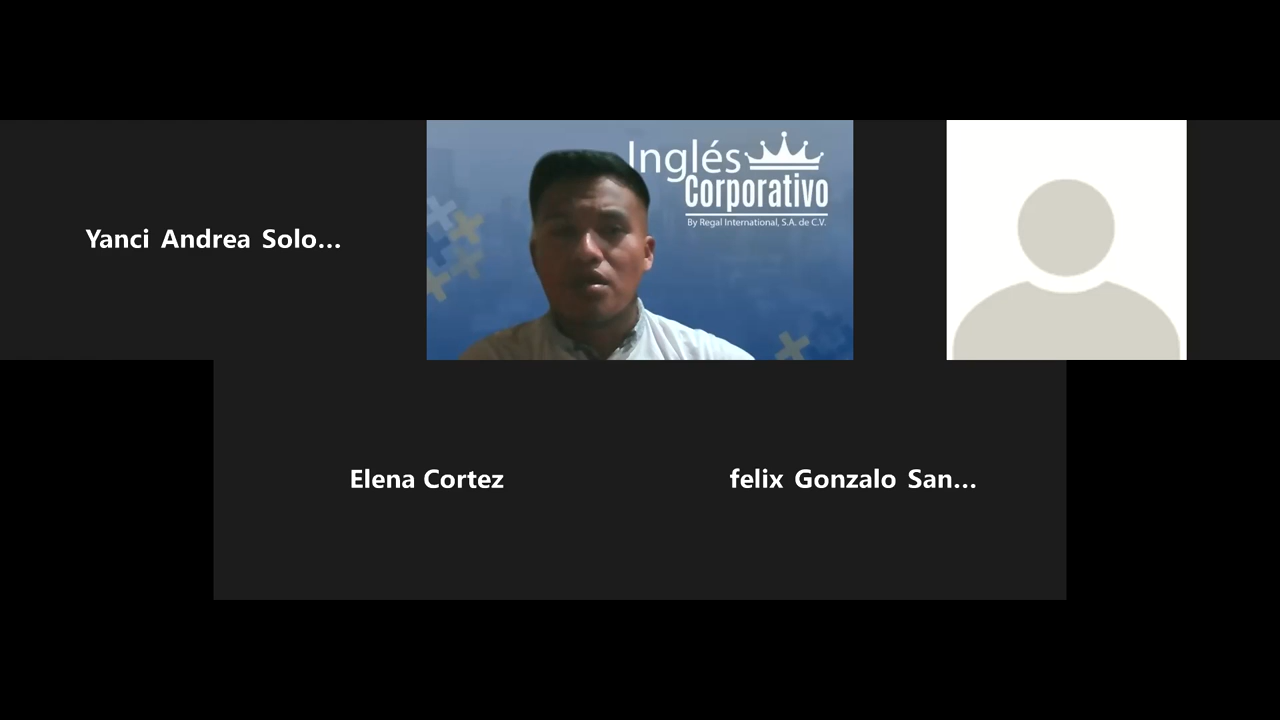 Yanci Andrea Solo...
Inglés
Corporativo
By Regal International, S.A. de C.V.
Elena Cortez
felix Gonzalo San...